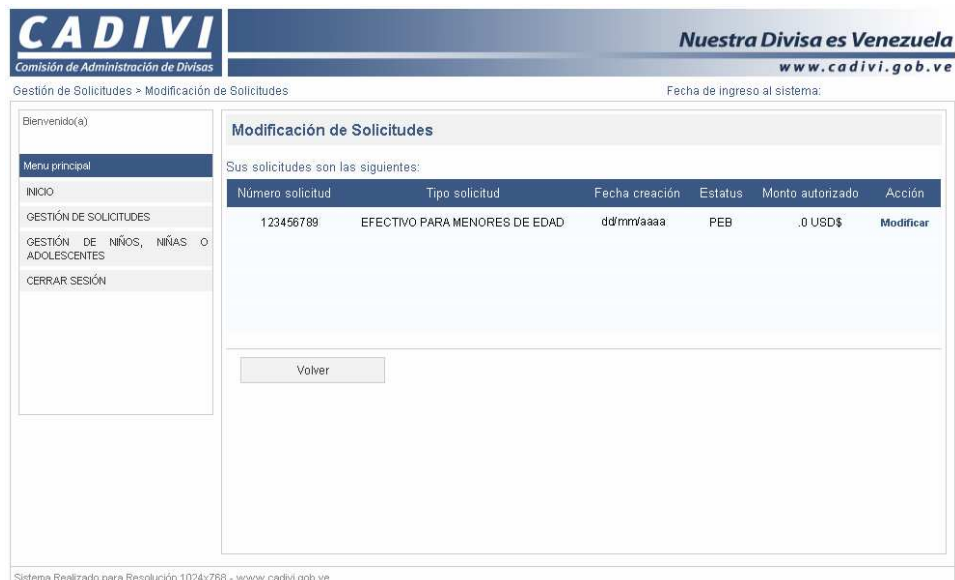 CADIVI
Comisión de Administración de Divisas
Nuestra Divisa es Venezuela
www.cadivi.gob.ve
Gestión de Solicitudes > Modificación de Solicitudes
Fecha de ingreso al sistema:
Bienvenido(a)
Menu principal
INICIO
GESTIÓN DE SOLICITUDES
GESTIÓN DE NIÑOS, NIÑAS O
ADOLESCENTES
CERRAR SESIÓN
Modificación de Solicitudes
Sus solicitudes son las siguientes:
Número solicitud Tipo solicitud Fecha creación Estatus Monto autorizado Acción
123456789 EFECTIVO PARA MENORES DE EDAD dd/mm/aaaa PEB .0 USD$ Modificar
Volver
Sistema Realizado para Resolución 1024x768 - www.cadivi.gob.ve